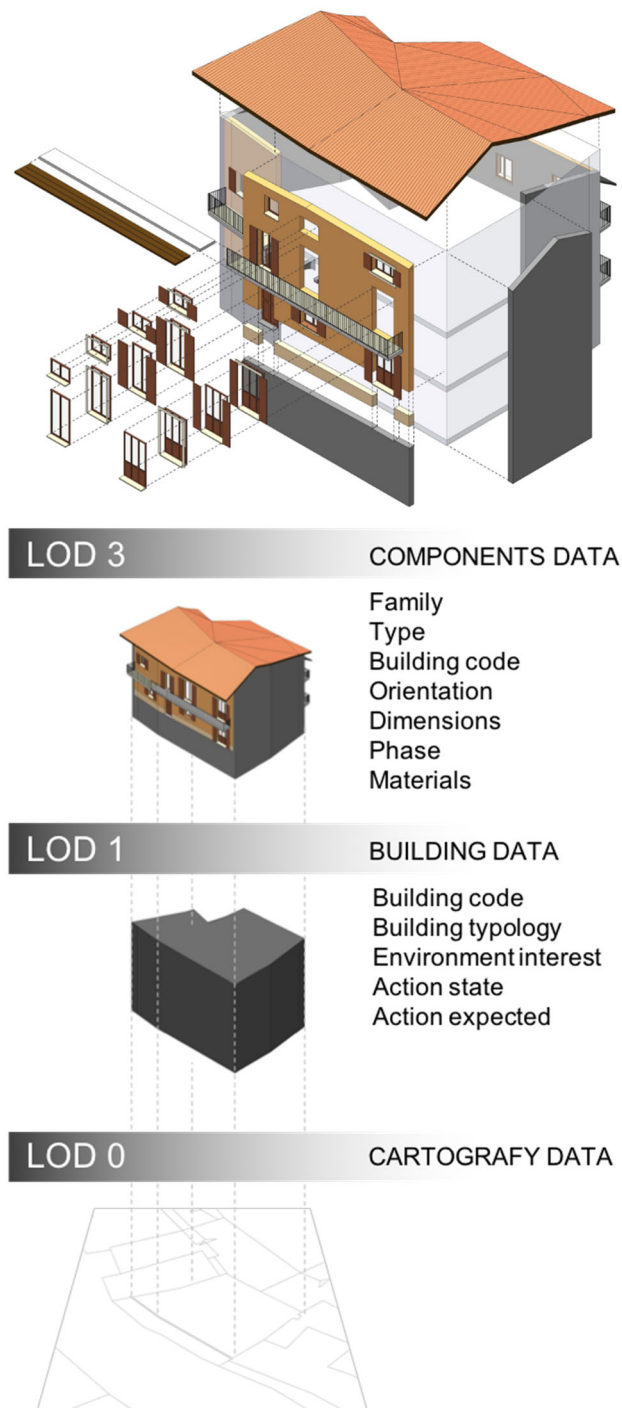 LOD 3
COMPONENTS DATA
Family
Type
Building code
Orientation
Dimensions
Phase
Materials
LOD 1
BUILDING DATA
Building code
Building typology
Environment interest
Action state
Action expected
LOD 0
CARTOGRAFY DATA